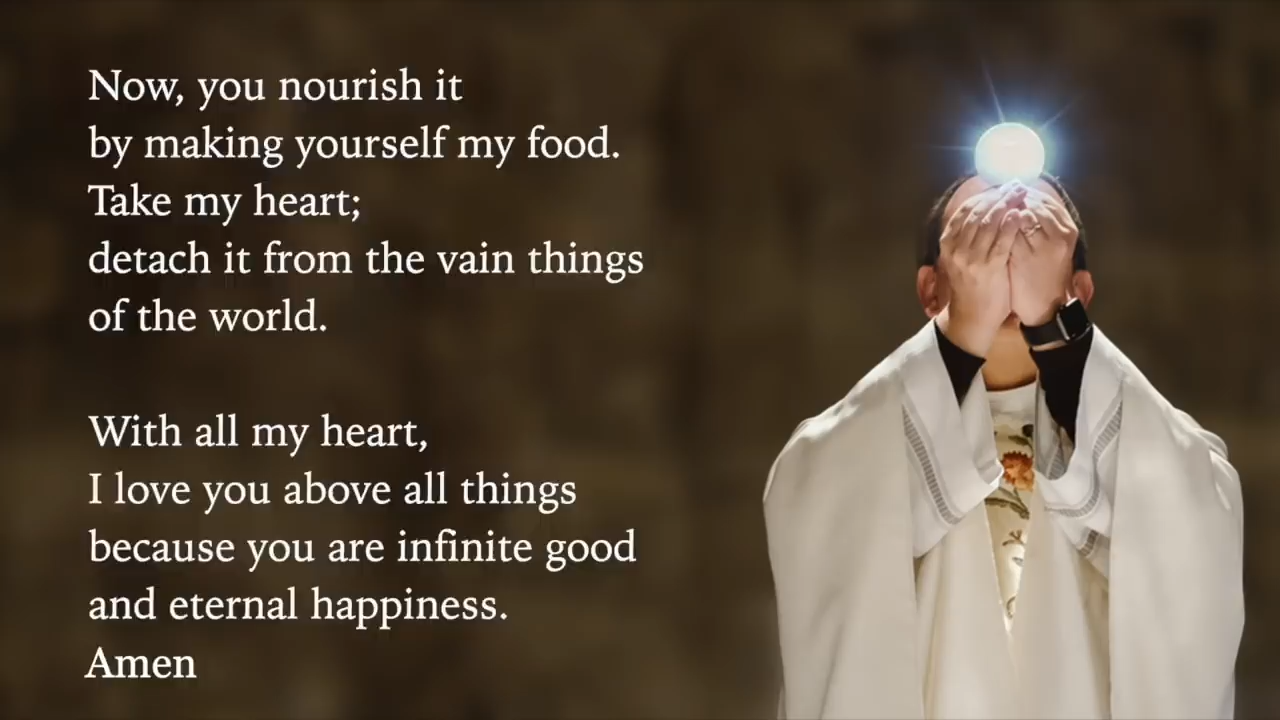 Now, you nourish it
by making yourself my food.
Take my heart;
detach it from the vain things
of the world.
With all my heart,
I love you above all things
because you are infinite good
and eternal happiness.
Amen